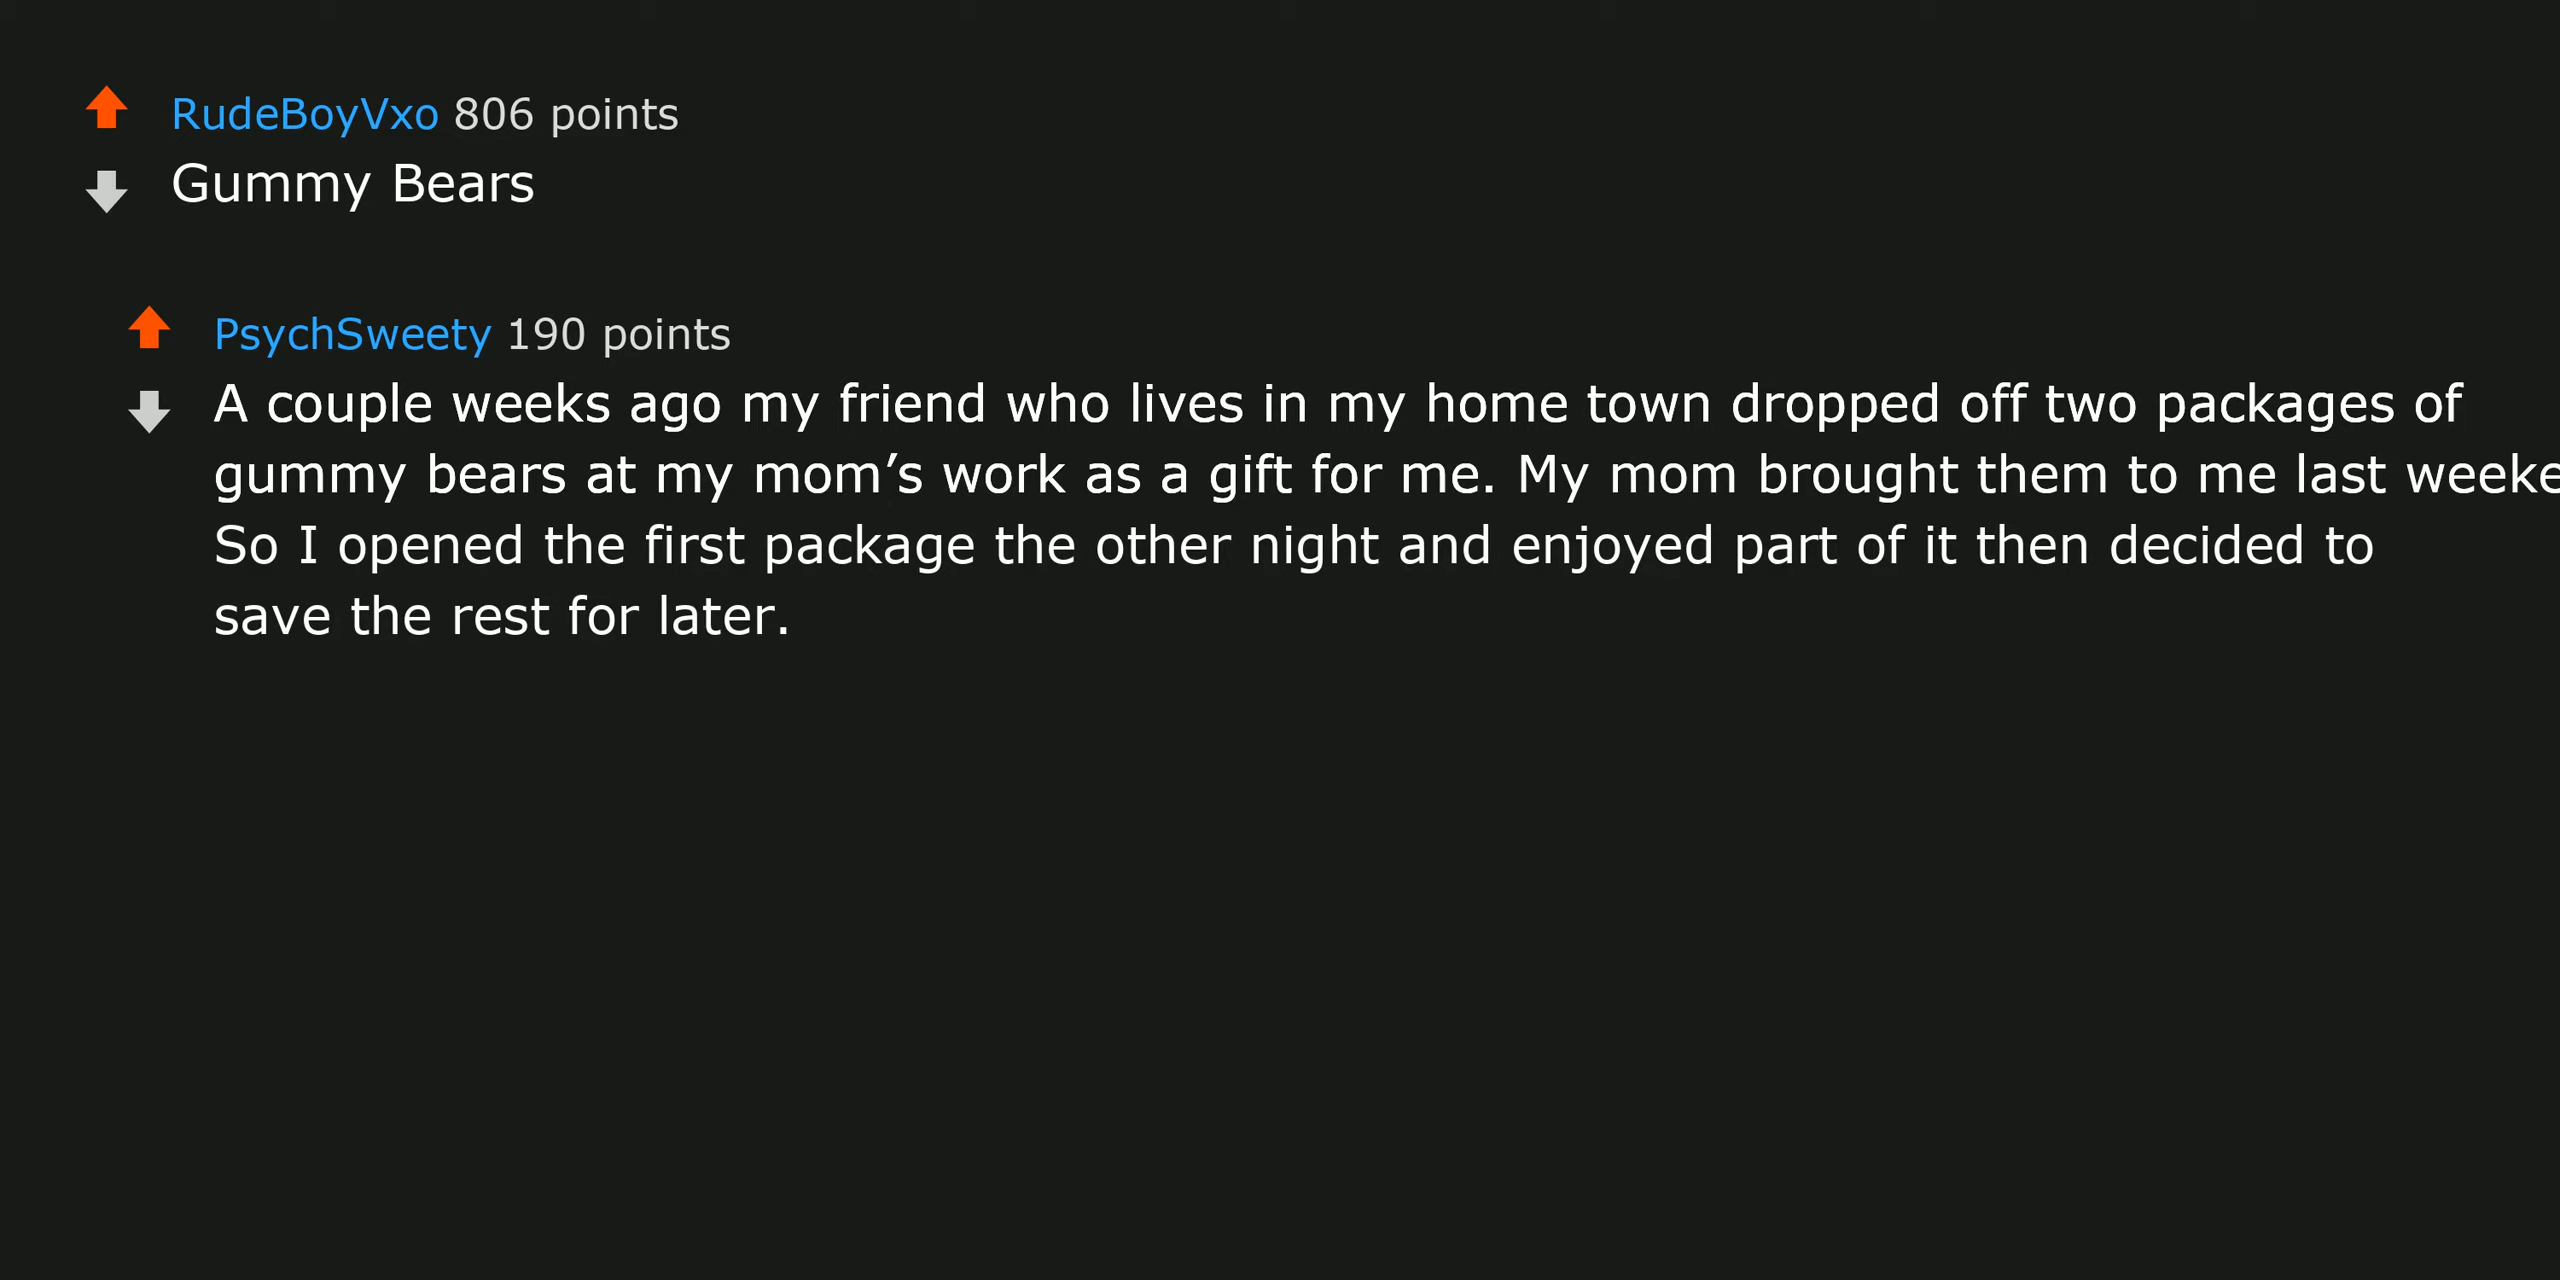 RudeBoyVxo 806 points
Gummy Bears
PsychSweety 190 points
A couple weeks ago my friend who lives in my home town dropped off two packages of
gummy bears at my mom’s work as a gift for me. My mom brought them to me last weeke
So I opened the first package the other night and enjoyed part of it then decided to
save the rest for later.